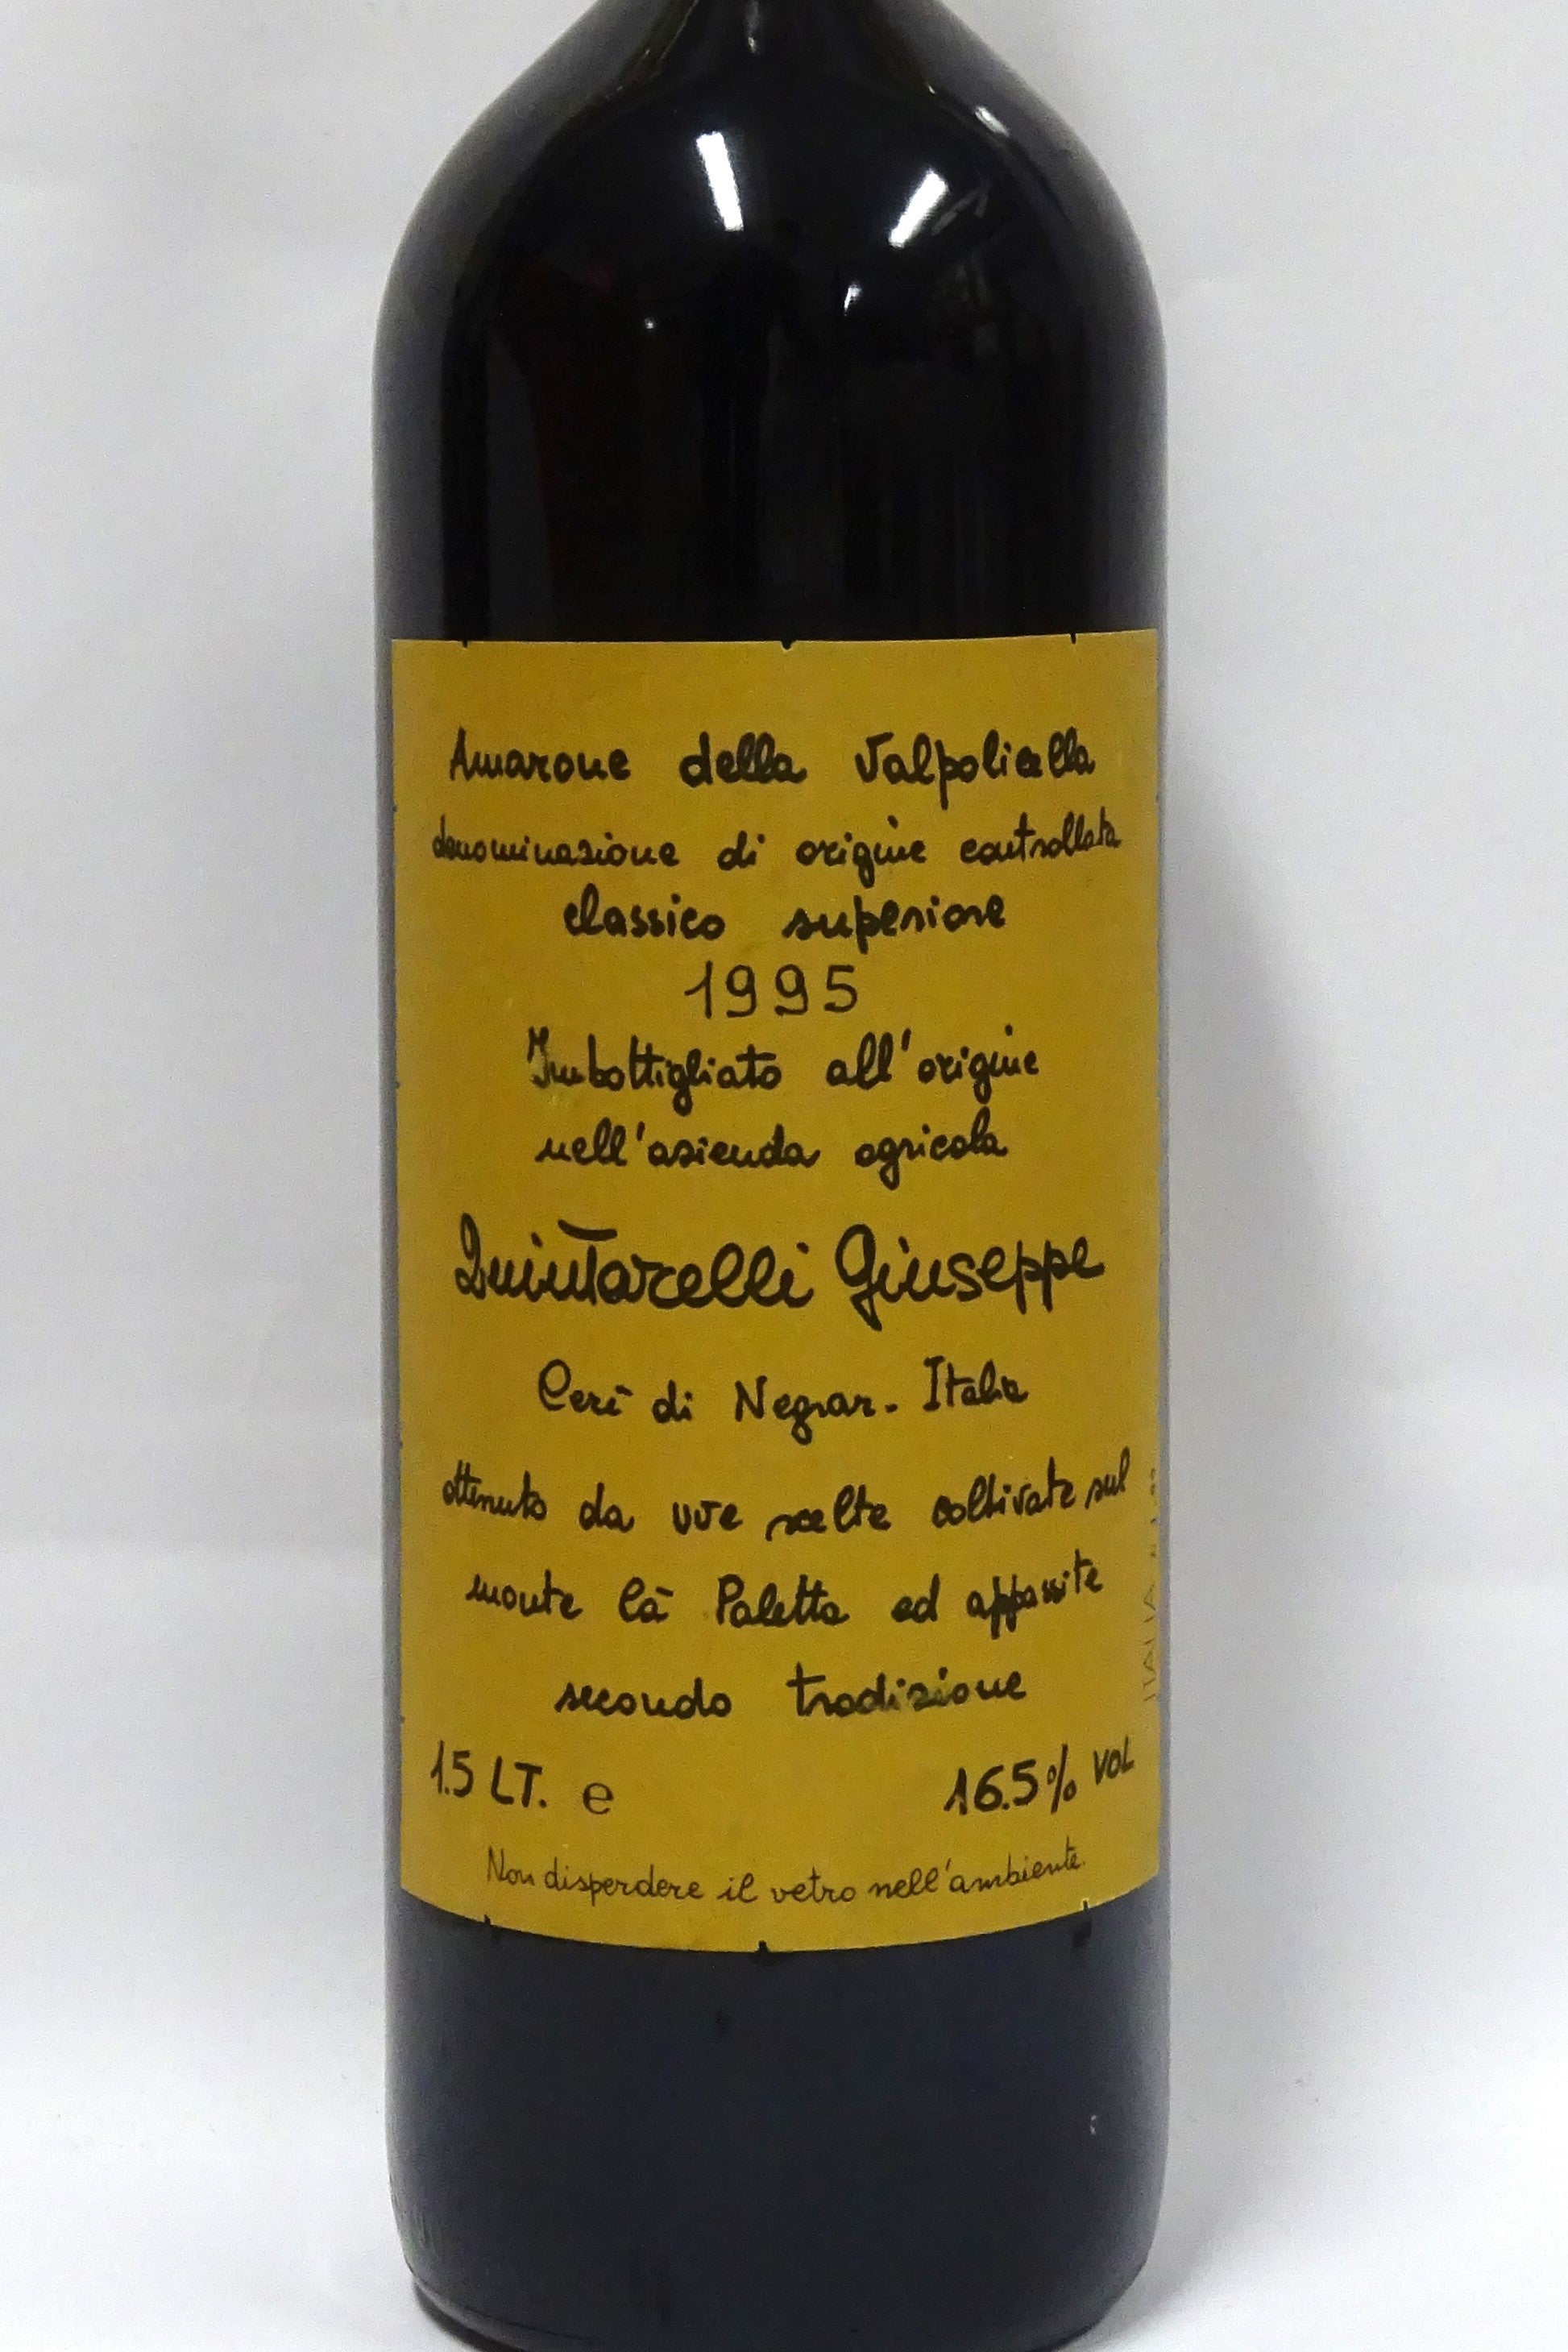 Amarone della Valpolicella
denominazione di origine controllata
classico superiore
1995
Imbottigliato all'origine
nell'azienda agricola
Quintarelli Giuseppe
Cerè di Negrar. Italia
ottenuto da uve scelte coltivate sul
monte Cà Paletta ed appassite
secondo tradizione
1.5 LT. e 16.5% VOL
Non disperdere il vetro nell'ambiente.
ITALIA